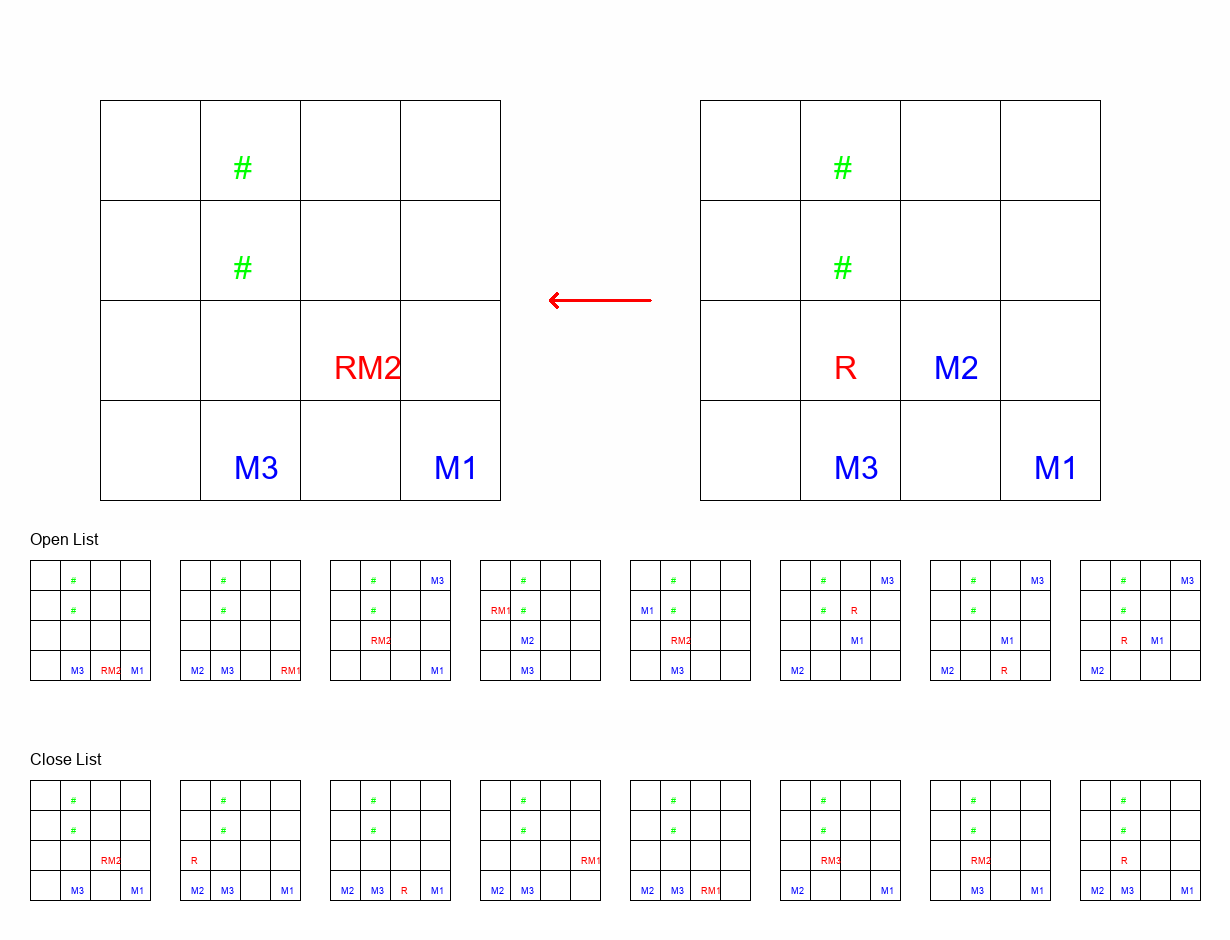 # #
# #
RM2 R M2
M3 M1 M3 M1
Open List
# # # M3 # # # M3 # M3 # M3
# # # RM1 # M1 # # R # #
RM2 M2 RM2 M1 M1 R M1
M3 RM2 M1 M2 M3 RM1 M1 M3 M3 M2 M2 R M2
Close List
# # # # # # # #
# # # # # # # #
RM2 R RM1 RM3 RM2 R
M3 M1 M2 M3 M1 M2 M3 R M1 M2 M3 M2 M3 RM1 M2 M1 M3 M1 M2 M3 M1